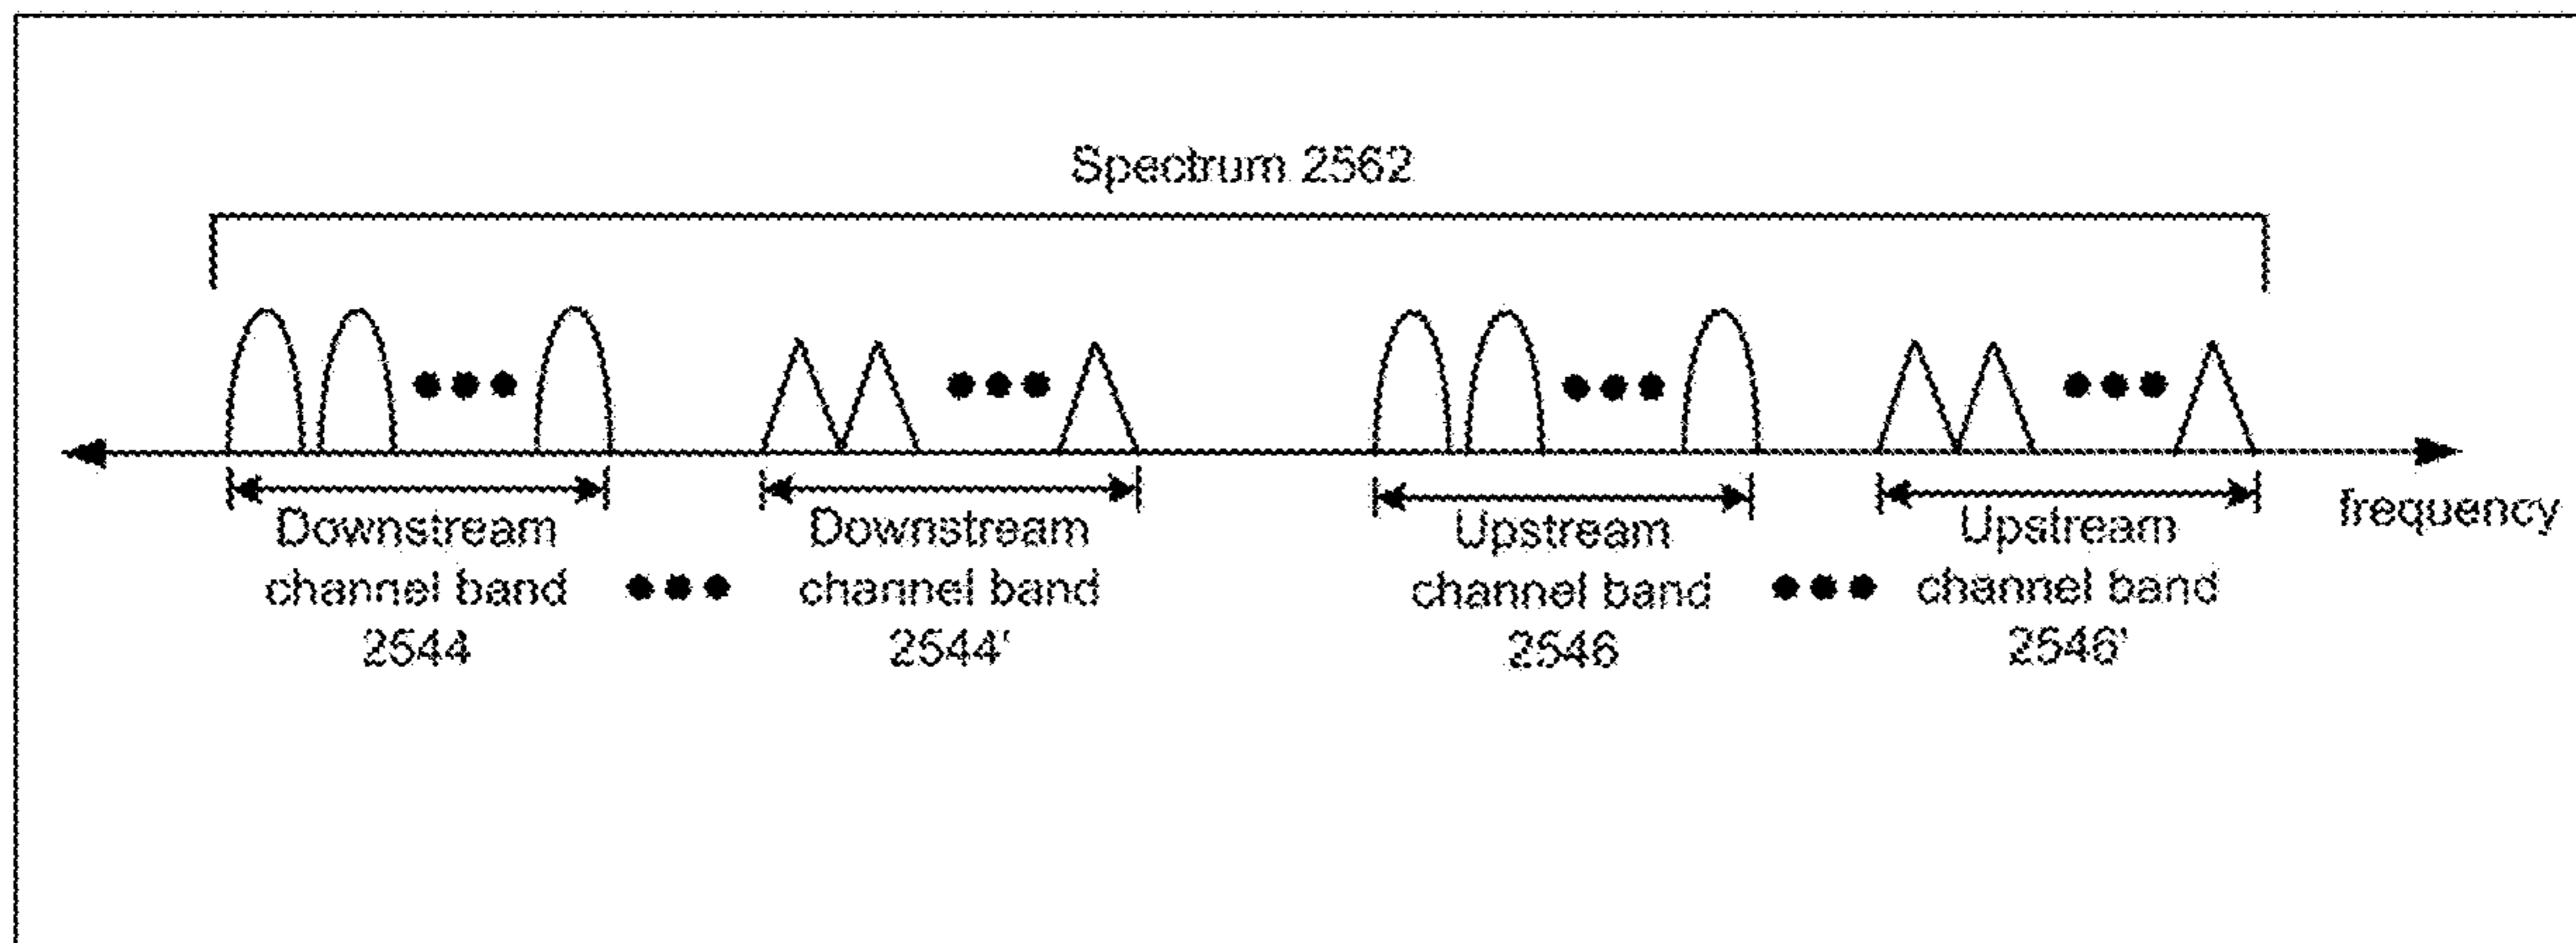 Spectrum 2562
Downstream
channel band
2544
Downstream
channel band
2544'
Upstream
channel band
2546
Upstream
channel band
2546'
frequency